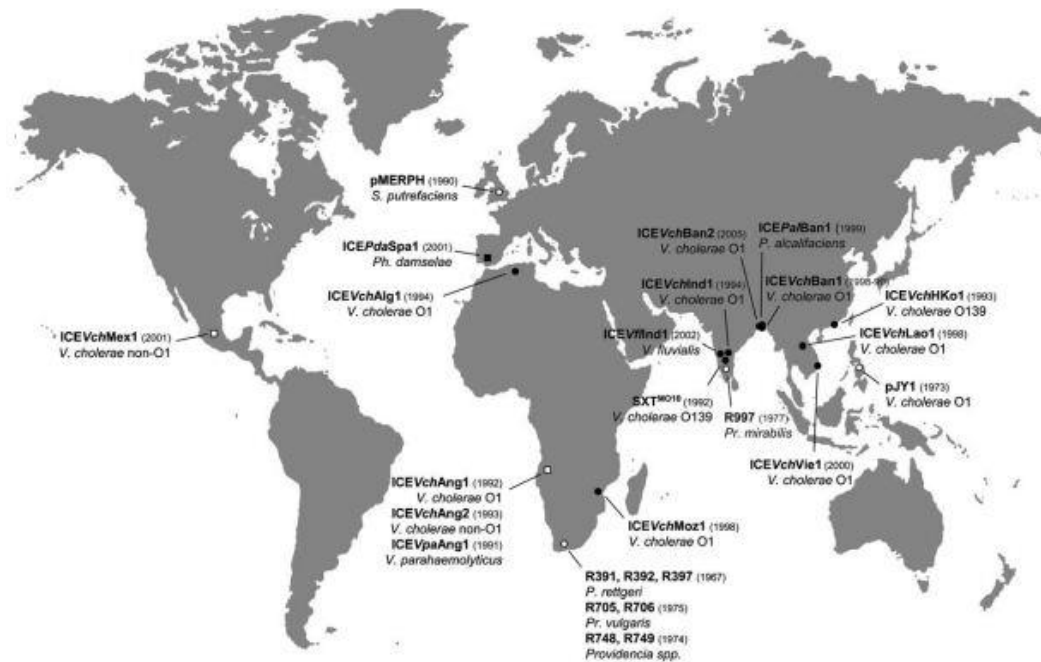 pMERPH (1990)
S. putrefaciens
ICEPdaSpa1 (2001)
Ph. damselae
ICEVchAlg1 (1994)
V. cholerae O1
ICEVchMex1 (2001)
V. cholerae non-O1
ICEVchBan2 (2005)
V. cholerae O1
ICEPalBan1 (1999)
P. alcalifaciens
ICEVchInd1 (1994)
V. cholerae O1
ICEVchBan1
V. cholerae O1
ICEVchHKo1 (1993)
V. cholerae O139
ICEVflInd1 (2002)
V. fluvialis
ICEVchLao1 (1998)
V. cholerae O1
SXTMO10 (1992)
V. cholerae O139
R997 (1977)
Pr. mirabilis
pJY1 (1973)
V. cholerae O1
ICEVchVie1 (2000)
V. cholerae O1
ICEVchAng1 (1992)
V. cholerae O1
ICEVchAng2 (1993)
V. cholerae non-O1
ICEVpaAng1 (1991)
V. parahaemolyticus
ICEVchMoz1 (1998)
V. cholerae O1
R391, R392, R397 (1967)
P. rettgeri
R705, R706 (1975)
Pr. vulgaris
R748, R749 (1974)
Providencia spp.